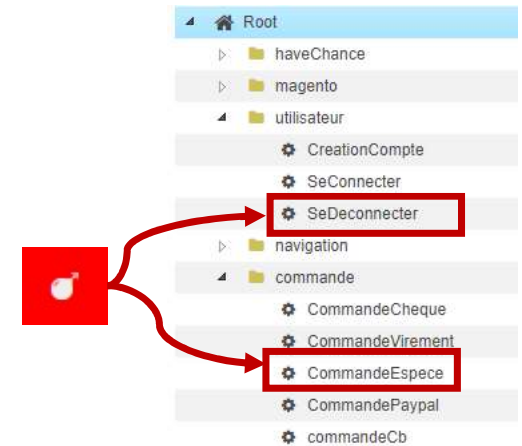 Root
haveChance
magento
utilisateur
CreationCompte
SeConnecter
SeDeconnecter
navigation
commande
CommandeCheque
CommandeVirement
CommandeEspece
CommandePaypal
commandeCb